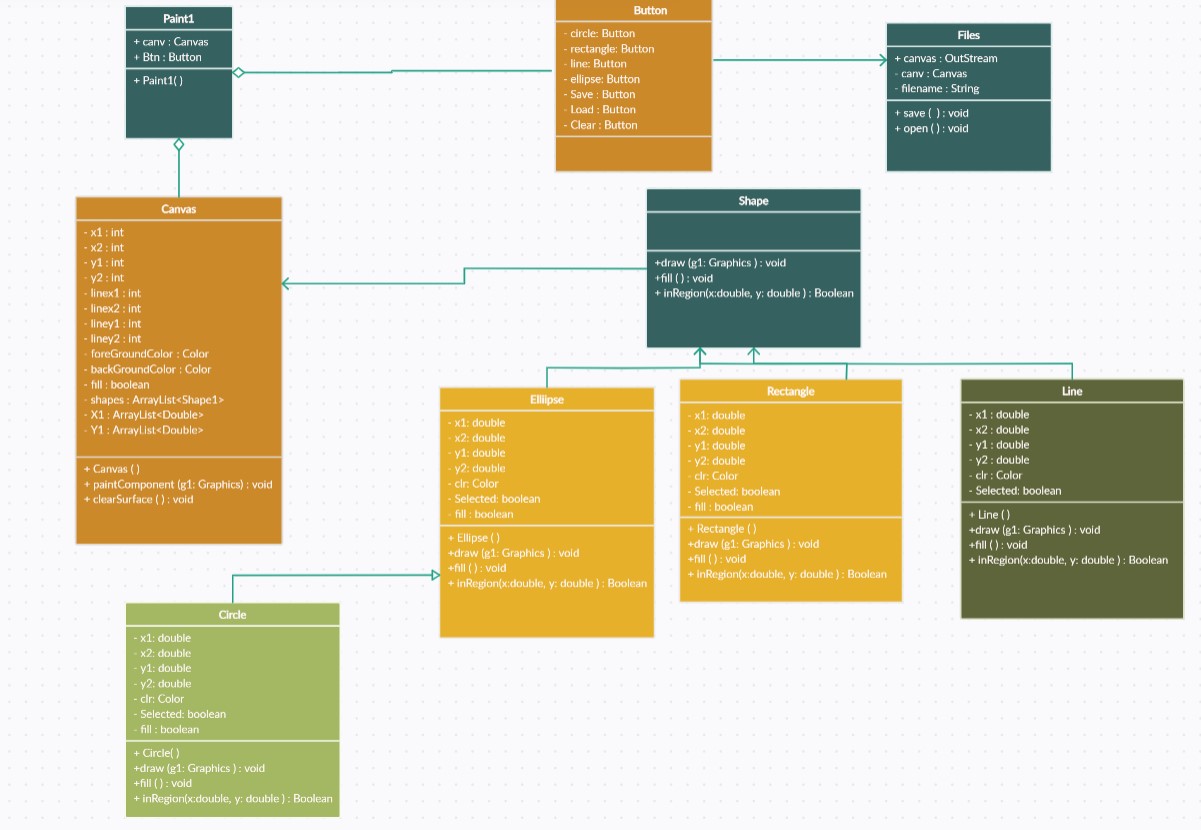 Paint1
+ canv : Canvas
+ Btn : Button
+ Paint1( )
Button
- circle: Button
- rectangle: Button
- line: Button
- ellipse: Button
- Save : Button
- Load : Button
- Clear : Button
Files
+ canvas : OutStream
- canv : Canvas
- filename : String
+ save ( ) : void
+ open ( ) : void
Canvas
- x1 : int
- x2 : int
- y1 : int
- y2 : int
- linex1 : int
- linex2 : int
- liney1 : int
- liney2 : int
- foreGroundColor : Color
- backGroundColor : Color
- fill : boolean
- shapes : ArrayList<Shape1>
- X1 : ArrayList<Double>
- Y1 : ArrayList<Double>
+ Canvas ( )
+ paintComponent (g1: Graphics) : void
+ clearSurface ( ) : void
Shape
+draw (g1: Graphics ) : void
+fill ( ) : void
+ inRegion(x:double, y: double ) : Boolean
Ellipse
- x1: double
- x2: double
- y1: double
- y2: double
- clr: Color
- Selected: boolean
- fill : boolean
+ Ellipse ( )
+draw (g1: Graphics ) : void
+fill ( ) : void
+ inRegion(x:double, y: double ) : Boolean
Rectangle
- x1: double
- x2: double
- y1: double
- y2: double
- clr: Color
- Selected: boolean
- fill : boolean
+ Rectangle ( )
+draw (g1: Graphics ) : void
+fill ( ) : void
+ inRegion(x:double, y: double ) : Boolean
Line
- x1 : double
- x2 : double
- y1 : double
- y2 : double
- clr : Color
- Selected: boolean
+ Line ( )
+draw (g1: Graphics ) : void
+fill ( ) : void
+ inRegion(x:double, y: double ) : Boolean
Circle
- x1: double
- x2: double
- y1: double
- y2: double
- clr: Color
- Selected: boolean
- fill : boolean
+ Circle( )
+draw (g1: Graphics ) : void
+fill ( ) : void
+ inRegion(x:double, y: double ) : Boolean